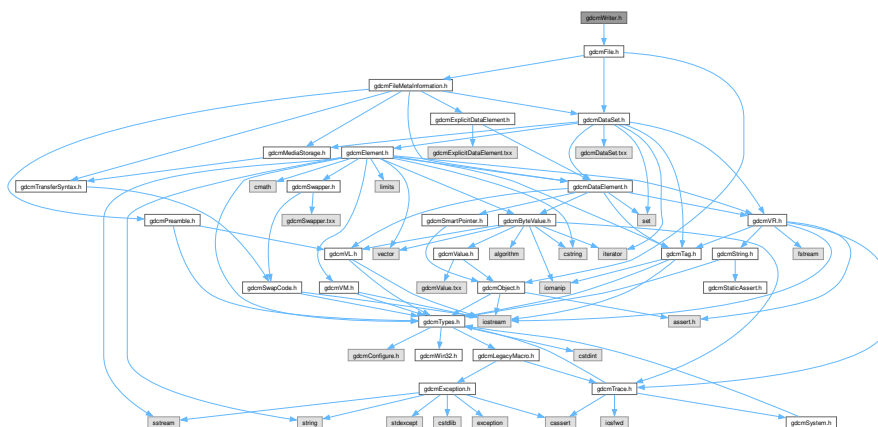 gdcmWriter.h
gdcmFile.h
gdcmFileMetaInformation.h
gdcmExplicitDataElement.h
gdcmDataSet.h
gdcmMediaStorage.h
gdcmElement.h
gdcmExplicitDataElement.txx
gdcmDataSet.txx
gdcmTransferSyntax.h
cmath
gdcmSwapper.h
limits
gdcmDataElement.h
gdcmPreamble.h
gdcmSwapper.txx
gdcmSmartPointer.h
gdcmByteValue.h
set
gdcmVR.h
gdcmVL.h
vector
gdcmValue.h
algorithm
cstring
iterator
gdcmTag.h
gdcmString.h
fstream
gdcmSwapCode.h
gdcmVM.h
gdcmValue.txx
gdcmObject.h
iomanip
gdcmStaticAssert.h
gdcmTypes.h
iostream
assert.h
gdcmConfigure.h
gdcmWin32.h
gdcmLegacyMacro.h
cstdint
gdcmException.h
gdcmTrace.h
sstream
string
stdexcept
cstdlib
exception
cassert
iosfwd
gdcmSystem.h